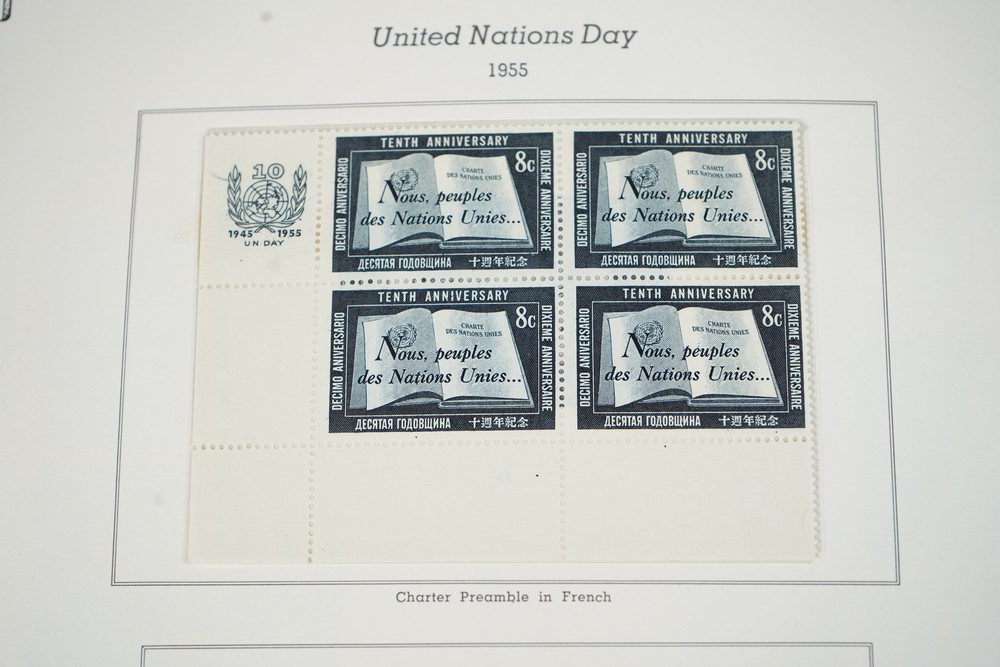 United Nations Day
1955
10
1945 1955
UN DAY
TENTH ANNIVERSARY
8c
DECIMO ANIVERSARIO
DIXIEME ANNIVERSAIRE
CHARTE
DES NATIONS UNIES
Nous, peuples
des Nations Unies...
ДЕСЯТАЯ ГОДОВЩИНА 十週年紀念
TENTH ANNIVERSARY
8c
DECIMO ANIVERSARIO
DIXIEME ANNIVERSAIRE
CHARTE
DES NATIONS UNIES
Nous, peuples
des Nations Unies...
ДЕСЯТАЯ ГОДОВЩИНА 十週年紀念
TENTH ANNIVERSARY
8c
DECIMO ANIVERSARIO
DIXIEME ANNIVERSAIRE
CHARTE
DES NATIONS UNIES
Nous, peuples
des Nations Unies...
ДЕСЯТАЯ ГОДОВЩИНА 十週年紀念
TENTH ANNIVERSARY
8c
DECIMO ANIVERSARIO
DIXIEME ANNIVERSAIRE
CHARTE
DES NATIONS UNIES
Nous, peuples
des Nations Unies...
ДЕСЯТАЯ ГОДОВЩИНА 十週年紀念
Charter Preamble in French